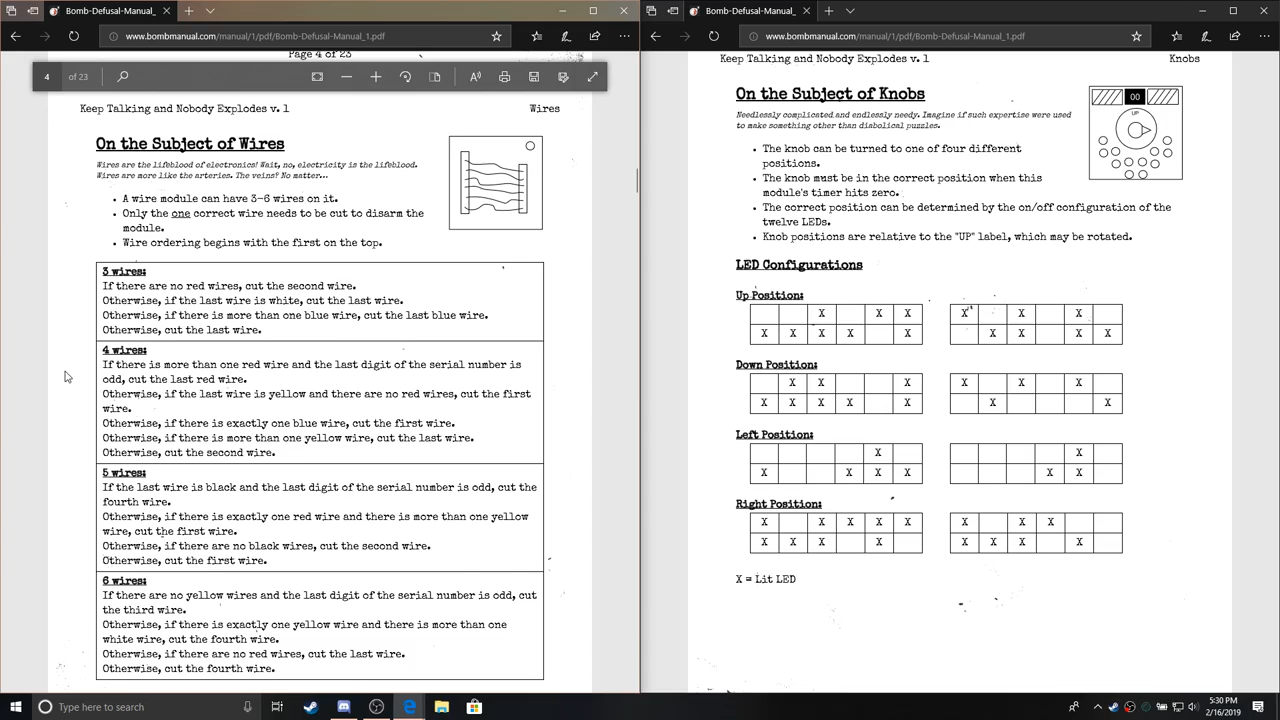 Bomb-Defusal-Manual_
www.bombmanual.com/manual/1/pdf/Bomb-Defusal-Manual_1.pdf
Page 4 of 23
4 of 23
Keep Talking and Nobody Explodes v. 1
Wires
On the Subject of Wires
Wires are the lifeblood of electronics! Wait, no, electricity is the lifeblood.
Wires are more like the arteries. The veins? No matter...
• A wire module can have 3-6 wires on it.
• Only the one correct wire needs to be cut to disarm the
module.
• Wire ordering begins with the first on the top.
3 wires:
If there are no red wires, cut the second wire.
Otherwise, if the last wire is white, cut the last wire.
Otherwise, if there is more than one blue wire, cut the last blue wire.
Otherwise, cut the last wire.
4 wires:
If there is more than one red wire and the last digit of the serial number is
odd, cut the last red wire.
Otherwise, if the last wire is yellow and there are no red wires, cut the first
wire.
Otherwise, if there is exactly one blue wire, cut the first wire.
Otherwise, if there is more than one yellow wire, cut the last wire.
Otherwise, cut the second wire.
5 wires:
If the last wire is black and the last digit of the serial number is odd, cut the
fourth wire.
Otherwise, if there is exactly one red wire and there is more than one yellow
wire, cut the first wire.
Otherwise, if there are no black wires, cut the second wire.
Otherwise, cut the first wire.
6 wires:
If there are no yellow wires and the last digit of the serial number is odd, cut
the third wire.
Otherwise, if there is exactly one yellow wire and there is more than one
white wire, cut the fourth wire.
Otherwise, if there are no red wires, cut the last wire.
Otherwise, cut the fourth wire.
Bomb-Defusal-Manual_
www.bombmanual.com/manual/1/pdf/Bomb-Defusal-Manual_1.pdf
Keep Talking and Nobody Explodes v. 1
Knobs
On the Subject of Knobs
00
UP
Needlessly complicated and endlessly needy. Imagine if such expertise were used
to make something other than diabolical puzzles.
• The knob can be turned to one of four different
positions.
• The knob must be in the correct position when this
module's timer hits zero.
• The correct position can be determined by the on/off configuration of the
twelve LEDs.
• Knob positions are relative to the "UP" label, which may be rotated.
LED Configurations
Up Position:
X X X X X X
X X X X X X X X X
Down Position:
X X X X X X
X X X X X X X
Left Position:
X X
X X X X X X
Right Position:
X X X X X X X X
X X X X X X X X
X = Lit LED
Type here to search
5:30 PM
2/16/2019